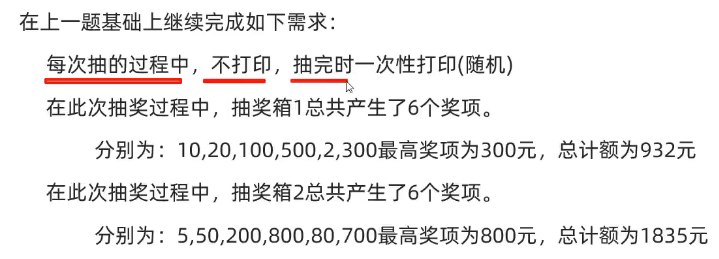 在上一题基础上继续完成如下需求：
每次抽的过程中，不打印，抽完时一次性打印(随机)
在此次抽奖过程中，抽奖箱1总共产生了6个奖项。
分别为：10,20,100,500,2,300最高奖项为300元，总计额为932元
在此次抽奖过程中，抽奖箱2总共产生了6个奖项。
分别为：5,50,200,800,80,700最高奖项为800元，总计额为1835元